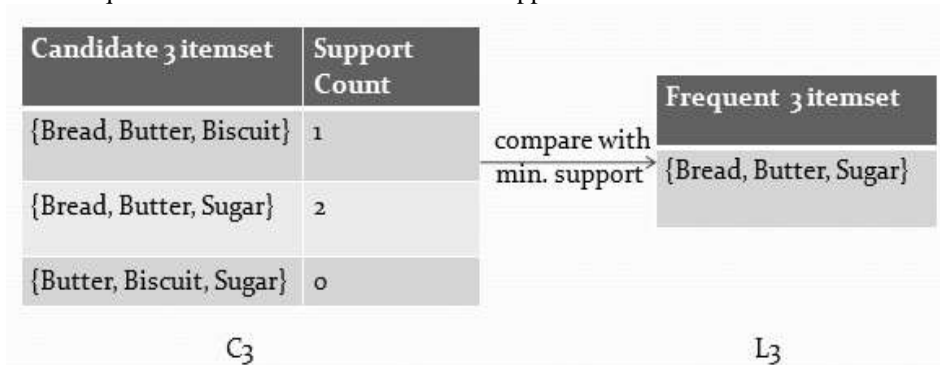 Candidate 3 itemset
Support
Count
{Bread, Butter, Biscuit} 1
{Bread, Butter, Sugar} 2
{Butter, Biscuit, Sugar} 0
C3
compare with
min. support
Frequent 3 itemset
{Bread, Butter, Sugar}
L3